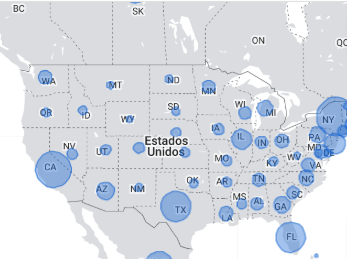 BC
SK
ON
QC
WA
MT
ND
MN
OR
ID
WY
SD
WI
MI
NY
NV
UT
Estados
Unidos
IA
IL
IN
OH
PA
MD
DE
CA
MO
KY
WV
VA
AZ
NM
OK
AR
TN
NC
TX
LA
MS
AL
GA
SC
FL